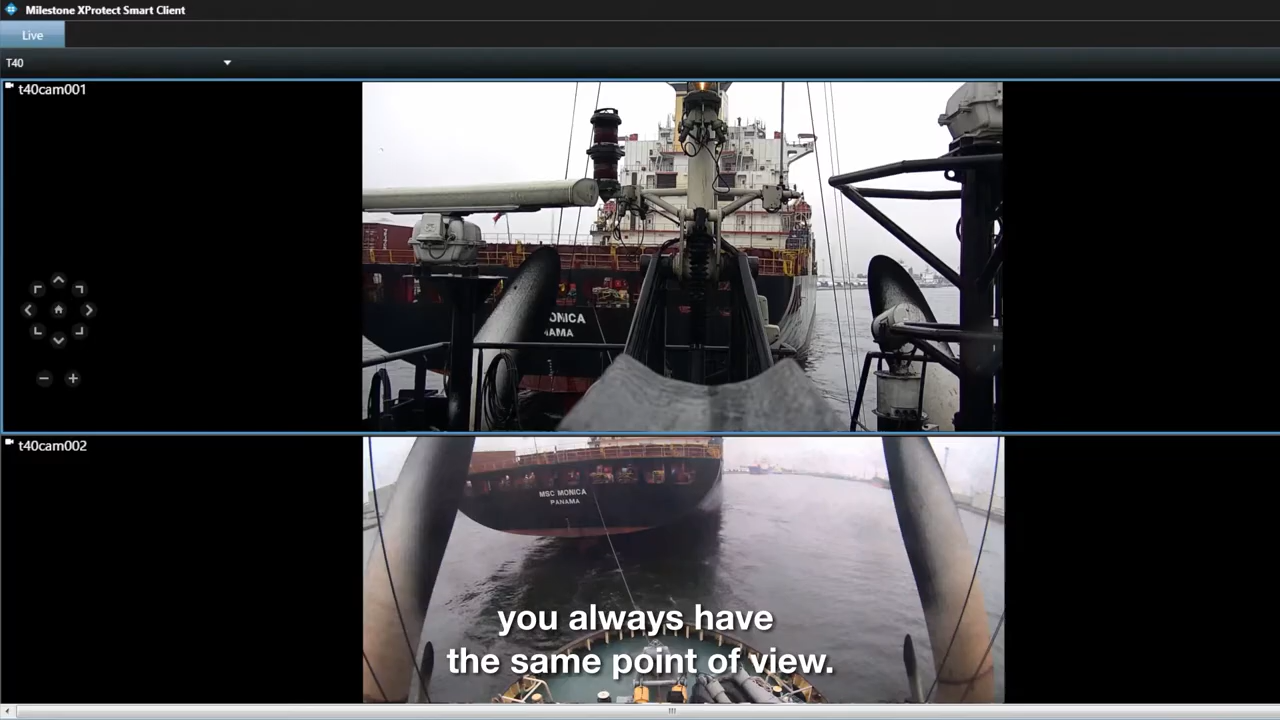 Milestone XProtect Smart Client
Live
T40
t40cam001
ONICA
AMA
t40cam002
MSC MONICA
PANAMA
you always have
the same point of view.